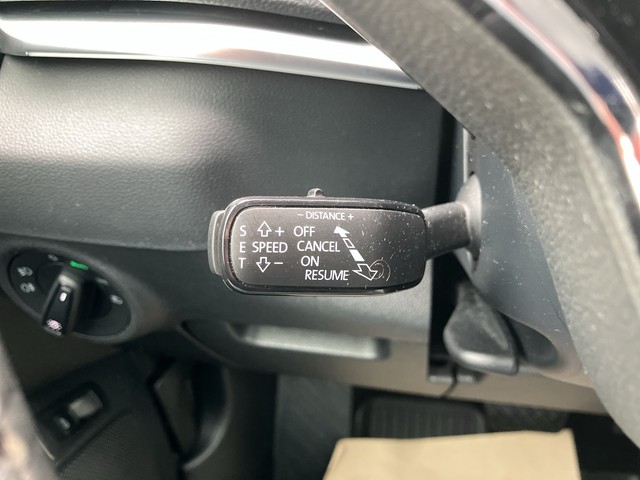 − DISTANCE +
S + OFF
E SPEED CANCEL
T − ON
RESUME